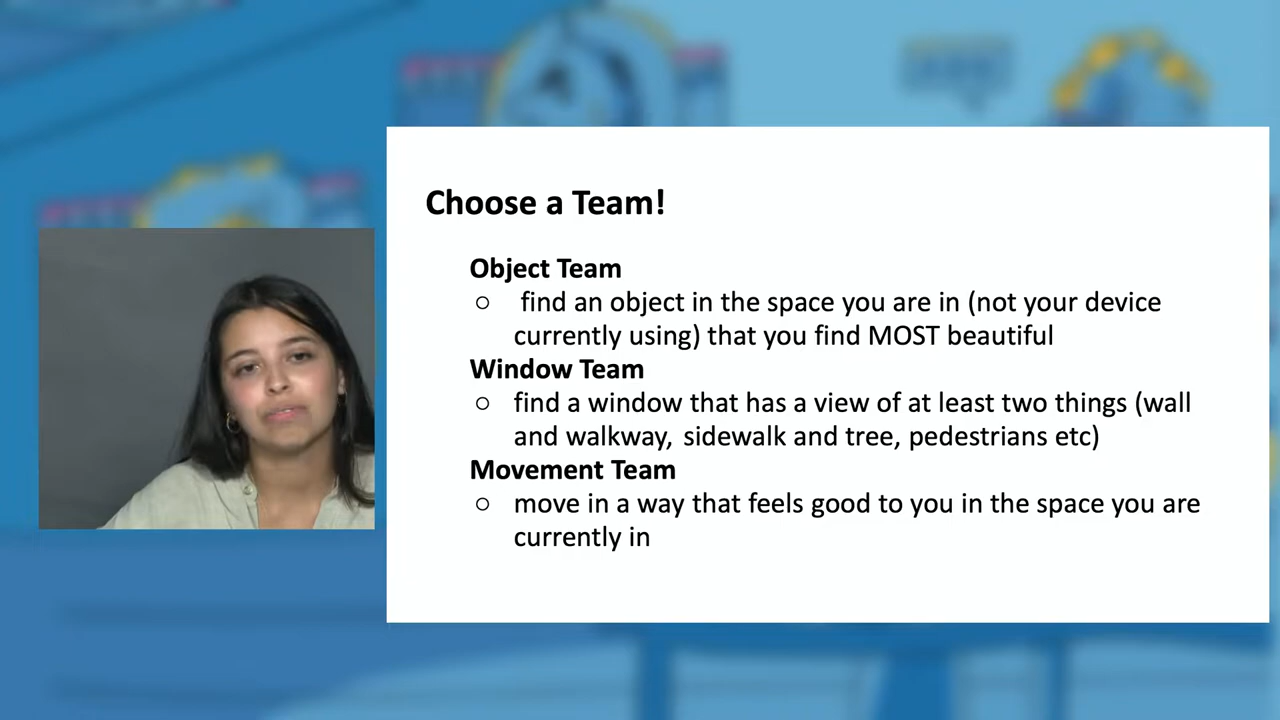 Choose a Team!
Object Team
○ find an object in the space you are in (not your device
currently using) that you find MOST beautiful
Window Team
○ find a window that has a view of at least two things (wall
and walkway, sidewalk and tree, pedestrians etc)
Movement Team
○ move in a way that feels good to you in the space you are
currently in